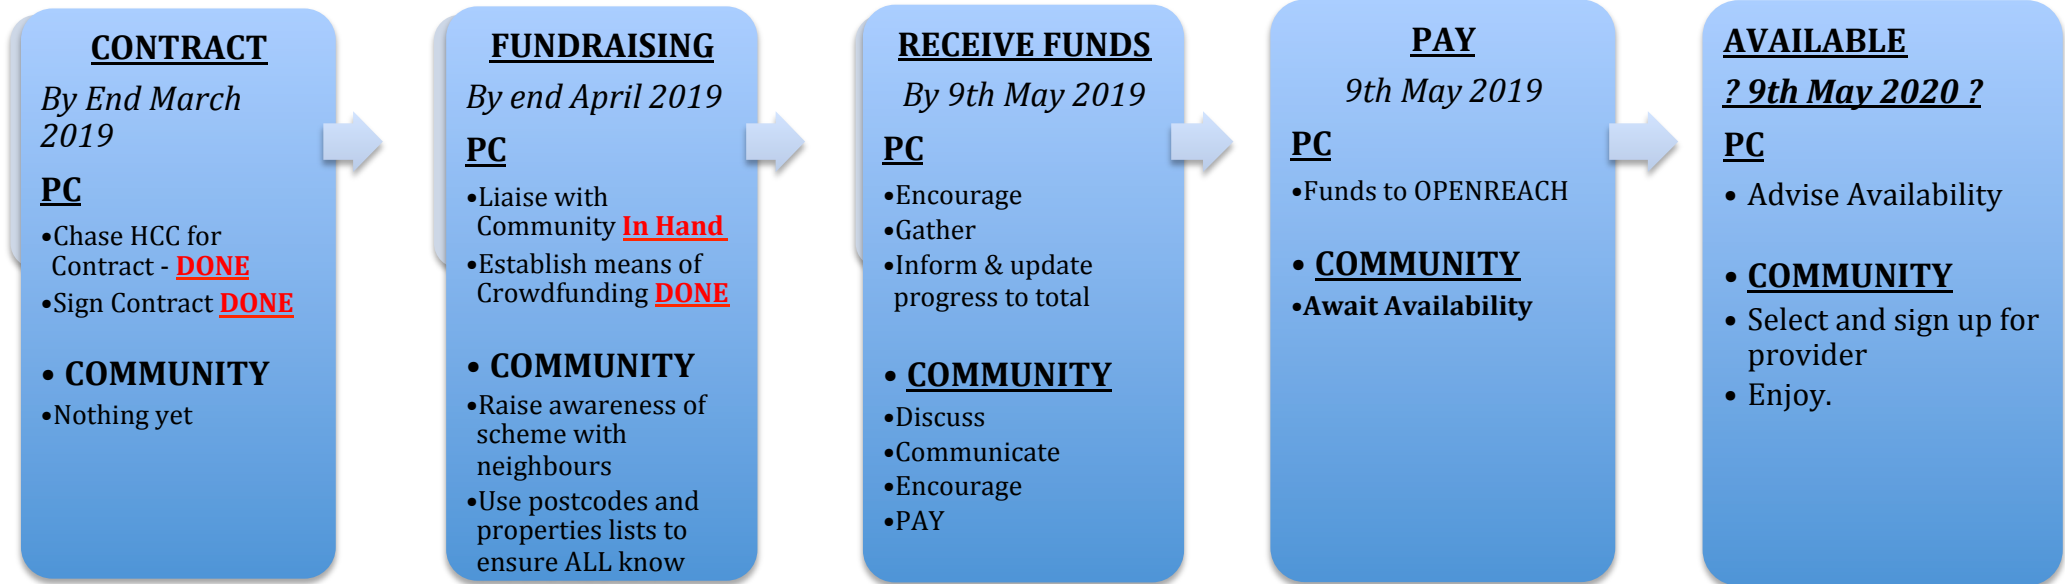 CONTRACT
By End March
2019
PC
•Chase HCC for
Contract - DONE
•Sign Contract DONE
• COMMUNITY
•Nothing yet
FUNDRAISING
By end April 2019
PC
•Liaise with
Community In Hand
•Establish means of
Crowdfunding DONE
• COMMUNITY
•Raise awareness of
scheme with
neighbours
•Use postcodes and
properties lists to
ensure ALL know
RECEIVE FUNDS
By 9th May 2019
PC
•Encourage
•Gather
•Inform & update
progress to total
• COMMUNITY
•Discuss
•Communicate
•Encourage
•PAY
PAY
9th May 2019
PC
•Funds to OPENREACH
• COMMUNITY
•Await Availability
AVAILABLE
? 9th May 2020 ?
PC
• Advise Availability
• COMMUNITY
• Select and sign up for
provider
• Enjoy.